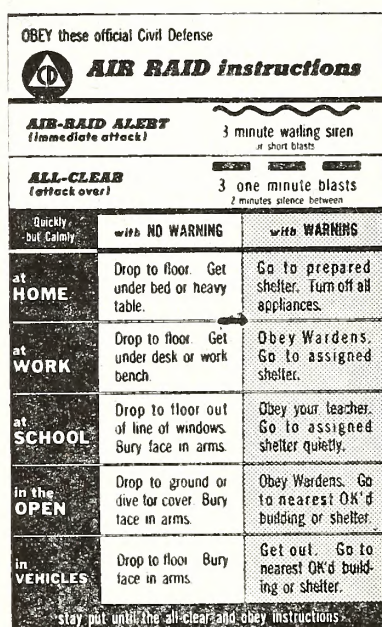 OBEY these official Civil Defense
CD
AIR RAID instructions
AIR-RAID ALERT
(immediate attack)
3 minute wailing siren
or short blasts
ALL-CLEAR
(attack over)
3 one minute blasts
2 minutes silence between
Quickly
but Calmly
with NO WARNING
with WARNING
at
HOME
Drop to floor. Get
under bed or heavy
table.
Go to prepared
shelter. Turn off all
appliances.
at
WORK
Drop to floor. Get
under desk or work
bench.
Obey Wardens.
Go to assigned
shelter.
at
SCHOOL
Drop to floor out
of line of windows.
Bury face in arms.
Obey your teacher.
Go to assigned
shelter quietly.
in the
OPEN
Drop to ground or
dive for cover. Bury
face in arms.
Obey Wardens. Go
to nearest OK'd
building or shelter.
in
VEHICLES
Drop to floor. Bury
face in arms.
Get out. Go to
nearest OK'd build-
ing or shelter.
stay put until the all-clear and obey instructions